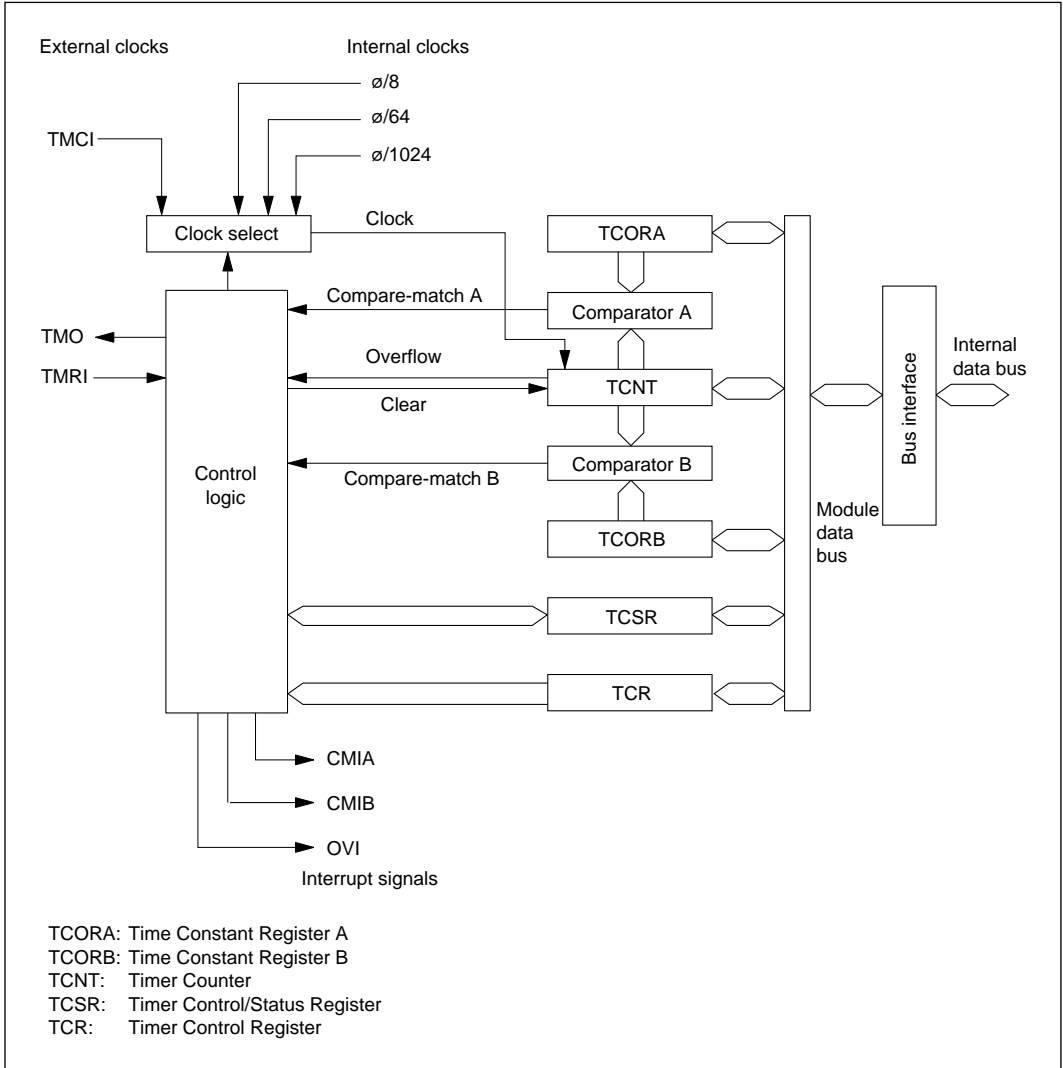 External clocks
Internal clocks
ø/8
ø/64
TMCI
ø/1024
Clock select
Clock
TCORA
Compare-match A
Comparator A
TMO
Overflow
TMRI
TCNT
Clear
Internal
data bus
Bus interface
Control
logic
Compare-match B
Comparator B
Module
data
bus
TCORB
TCSR
TCR
CMIA
CMIB
OVI
Interrupt signals
TCORA: Time Constant Register A
TCORB: Time Constant Register B
TCNT: Timer Counter
TCSR: Timer Control/Status Register
TCR: Timer Control Register